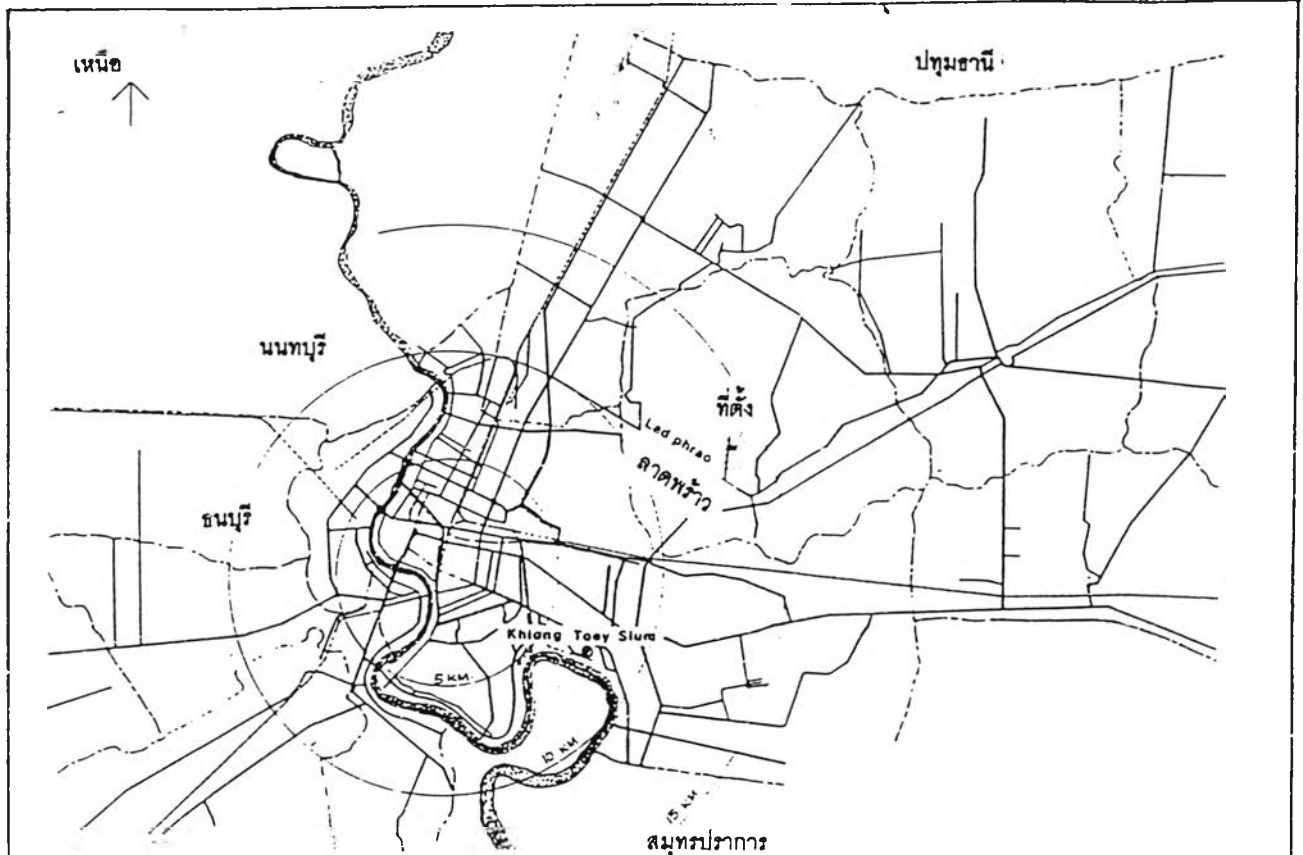 เหนือ
ปทุมธานี
นนทบุรี
ที่ตั้ง
Lad phrao
ลาดพร้าว
ธนบุรี
Khlang Toey Slum
5 KM.
10 KM
15 KM
สมุทรปราการ